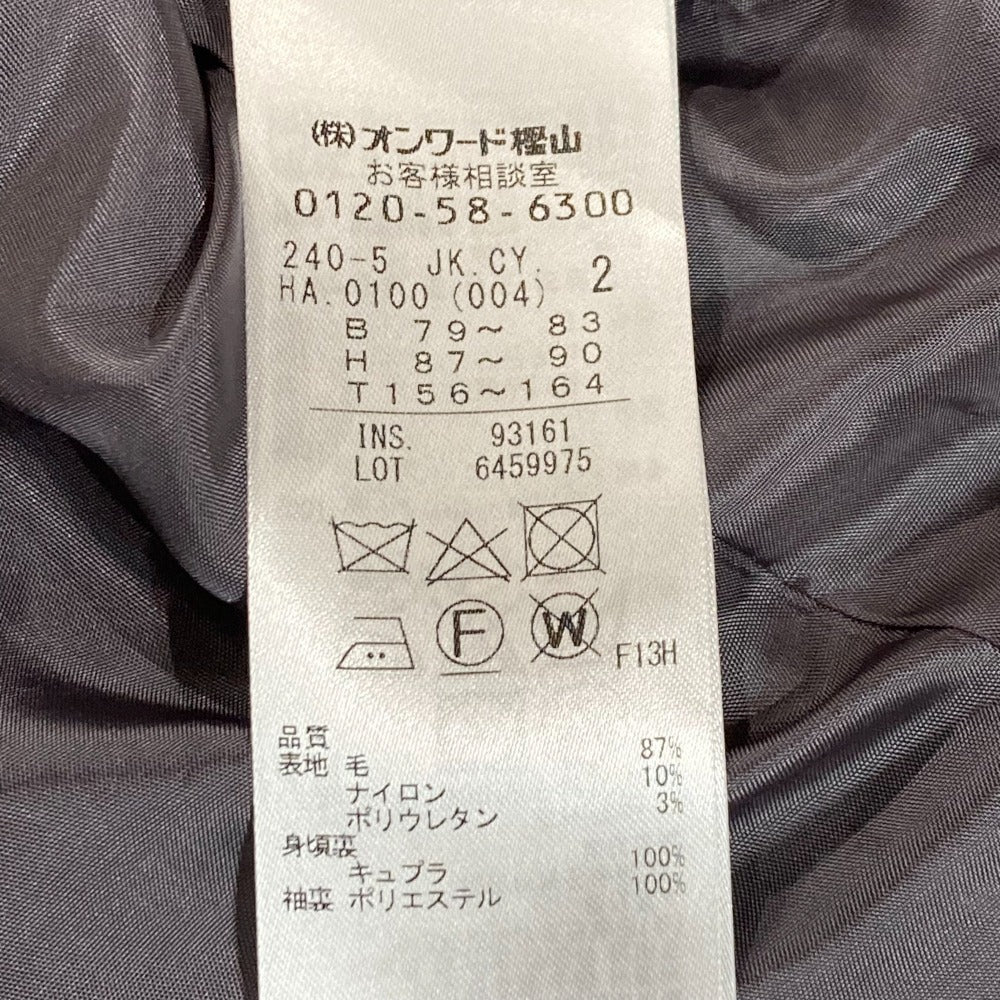 (株)オンワード樫山
お客様相談室
0120-58-6300
240-5 JK.CY. 2
HA.0100 (004)
B 79～ 83
H 87～ 90
T156～164
INS. 93161
LOT 6459975
F W F13H
品質
表地 毛 87%
ナイロン 10%
ポリウレタン 3%
身頃裏
キュプラ 100%
袖裏 ポリエステル 100%